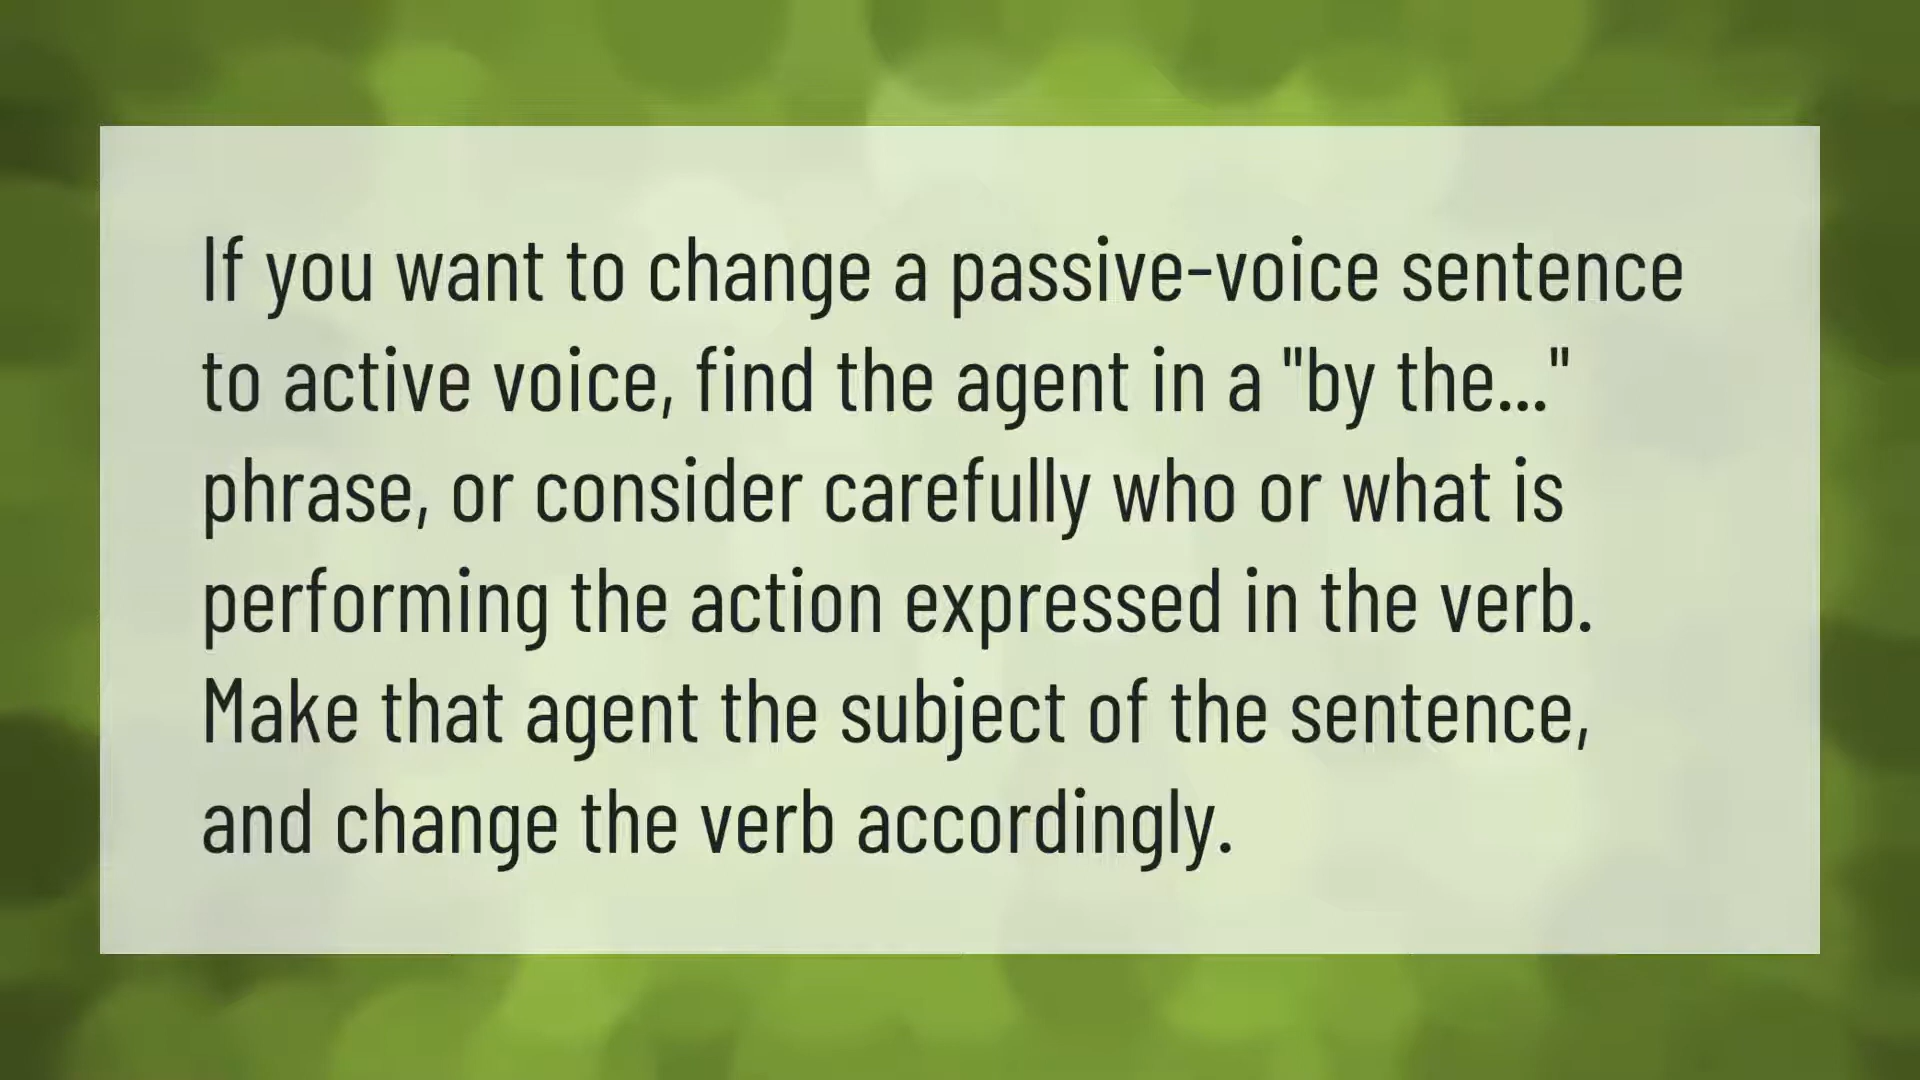 If you want to change a passive-voice sentence
to active voice, find the agent in a "by the..."
phrase, or consider carefully who or what is
performing the action expressed in the verb.
Make that agent the subject of the sentence,
and change the verb accordingly.